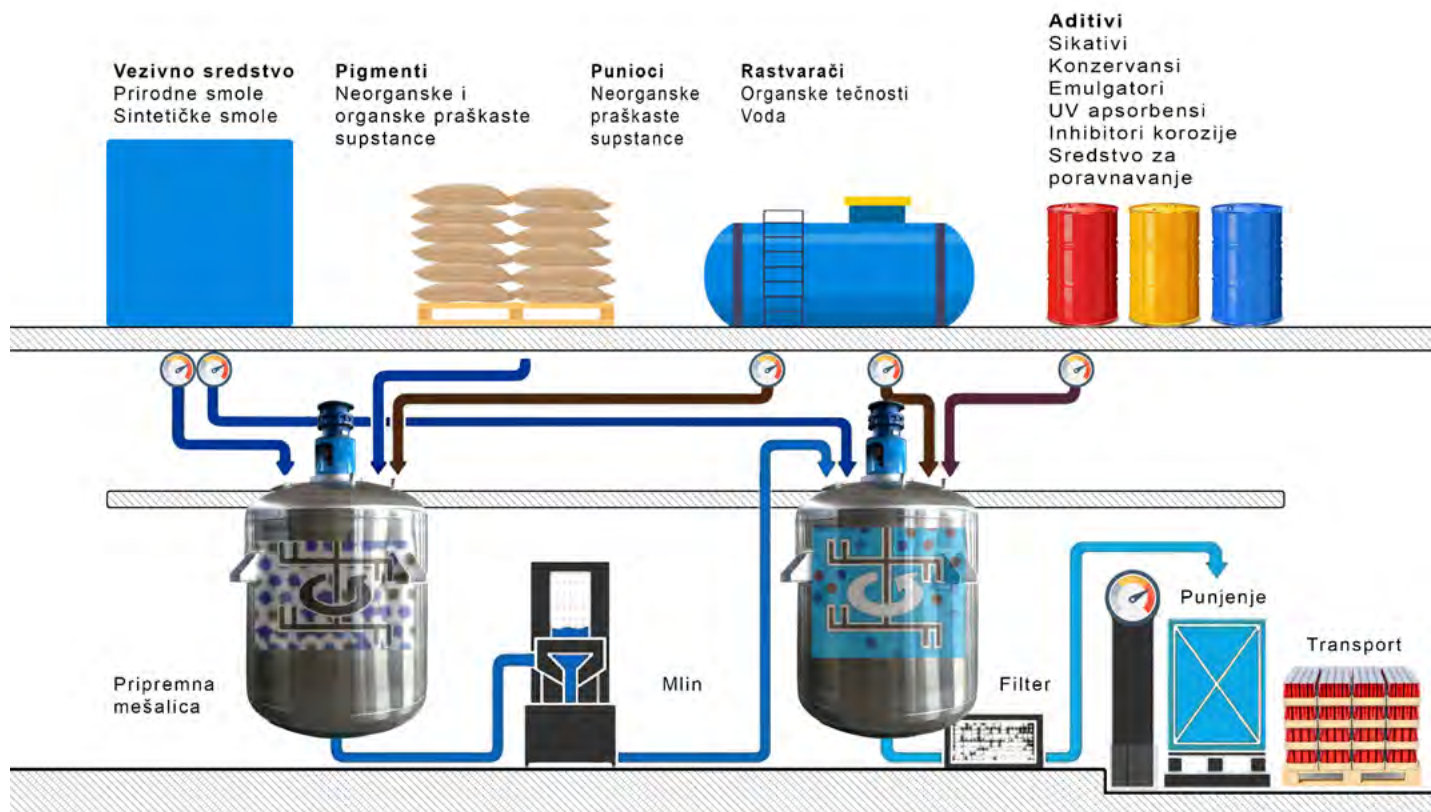 Vezivno sredstvo
Prirodne smole
Sintetičke smole
Pigmenti
Neorganske i
organske praškaste
supstance
Punioci
Neorganske
praškaste
supstance
Rastvarači
Organske tečnosti
Voda
Aditivi
Sikativi
Konzervansi
Emulgatori
UV apsorbensi
Inhibitori korozije
Sredstvo za
poravnavanje
Pripremna
mešalica
Mlin
Filter
Punjenje
Transport